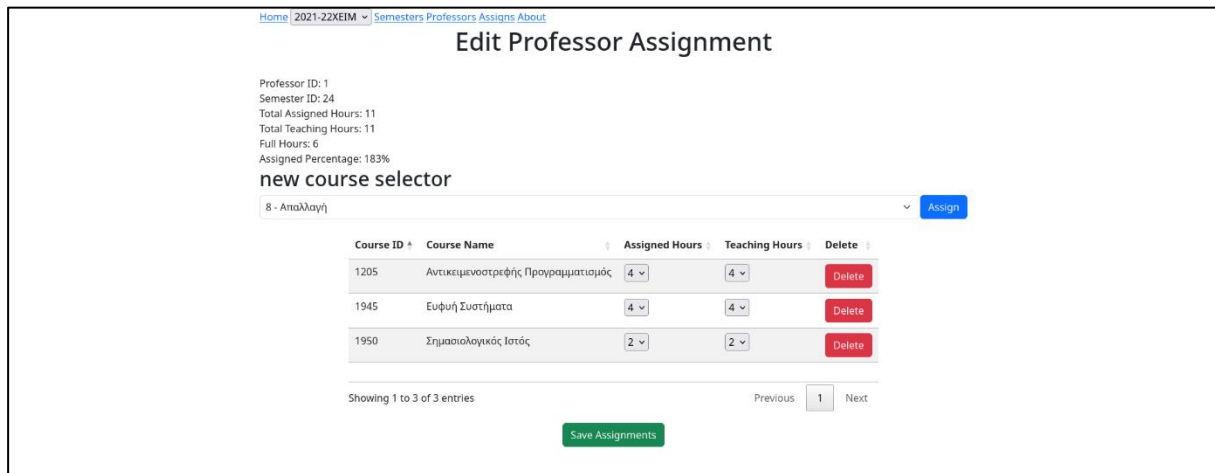 Home 2021-22ΧΕΙΜ Semesters Professors Assigns About
Edit Professor Assignment
Professor ID: 1
Semester ID: 24
Total Assigned Hours: 11
Total Teaching Hours: 11
Full Hours: 6
Assigned Percentage: 183%
new course selector
8 - Απαλλαγή Assign
Course ID Course Name Assigned Hours Teaching Hours Delete
1205 Αντικειμενοστρεφής Προγραμματισμός 4 4 Delete
1945 Ευφυή Συστήματα 4 4 Delete
1950 Σημασιολογικός Ιστός 2 2 Delete
Showing 1 to 3 of 3 entries Previous 1 Next
Save Assignments